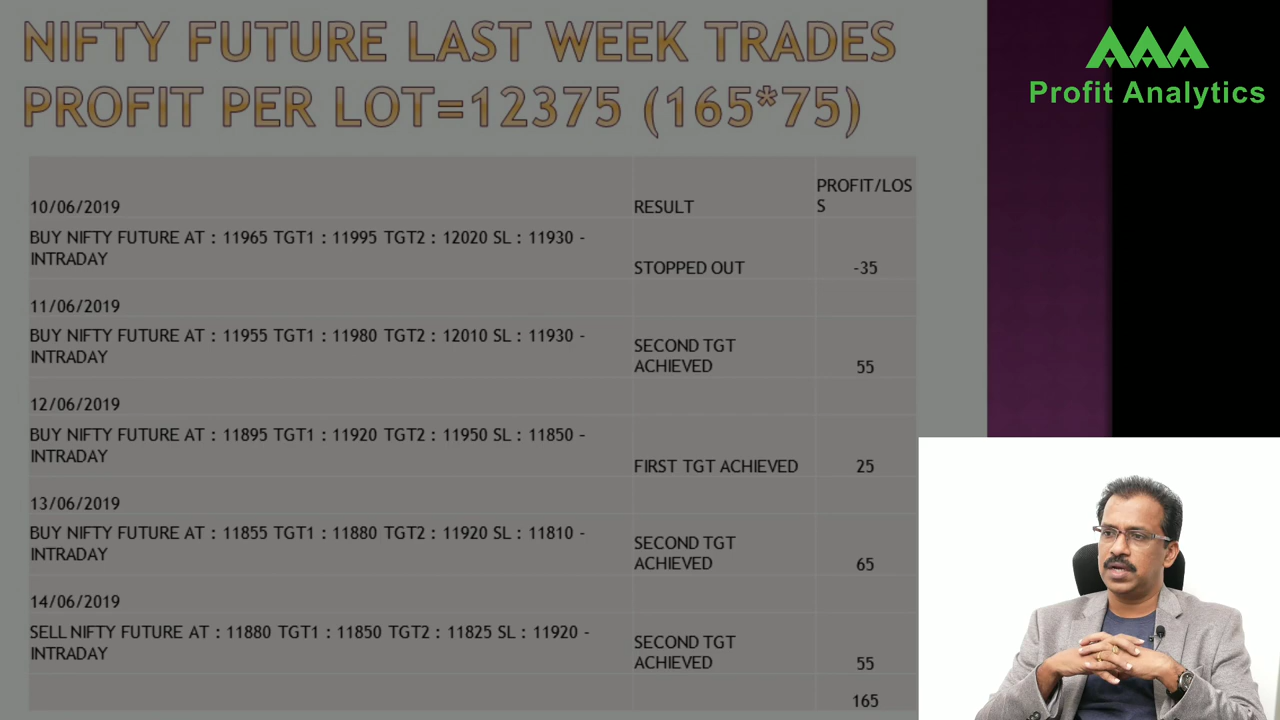 NIFTY FUTURE LAST WEEK TRADES
PROFIT PER LOT=12375 (165*75)
Profit Analytics
10/06/2019 RESULT PROFIT/LOS
S
BUY NIFTY FUTURE AT : 11965 TGT1 : 11995 TGT2 : 12020 SL : 11930 -
INTRADAY
STOPPED OUT -35
11/06/2019
BUY NIFTY FUTURE AT : 11955 TGT1 : 11980 TGT2 : 12010 SL : 11930 -
INTRADAY
SECOND TGT
ACHIEVED 55
12/06/2019
BUY NIFTY FUTURE AT : 11895 TGT1 : 11920 TGT2 : 11950 SL : 11850 -
INTRADAY
FIRST TGT ACHIEVED 25
13/06/2019
BUY NIFTY FUTURE AT : 11855 TGT1 : 11880 TGT2 : 11920 SL : 11810 -
INTRADAY
SECOND TGT
ACHIEVED 65
14/06/2019
SELL NIFTY FUTURE AT : 11880 TGT1 : 11850 TGT2 : 11825 SL : 11920 -
INTRADAY
SECOND TGT
ACHIEVED 55
165